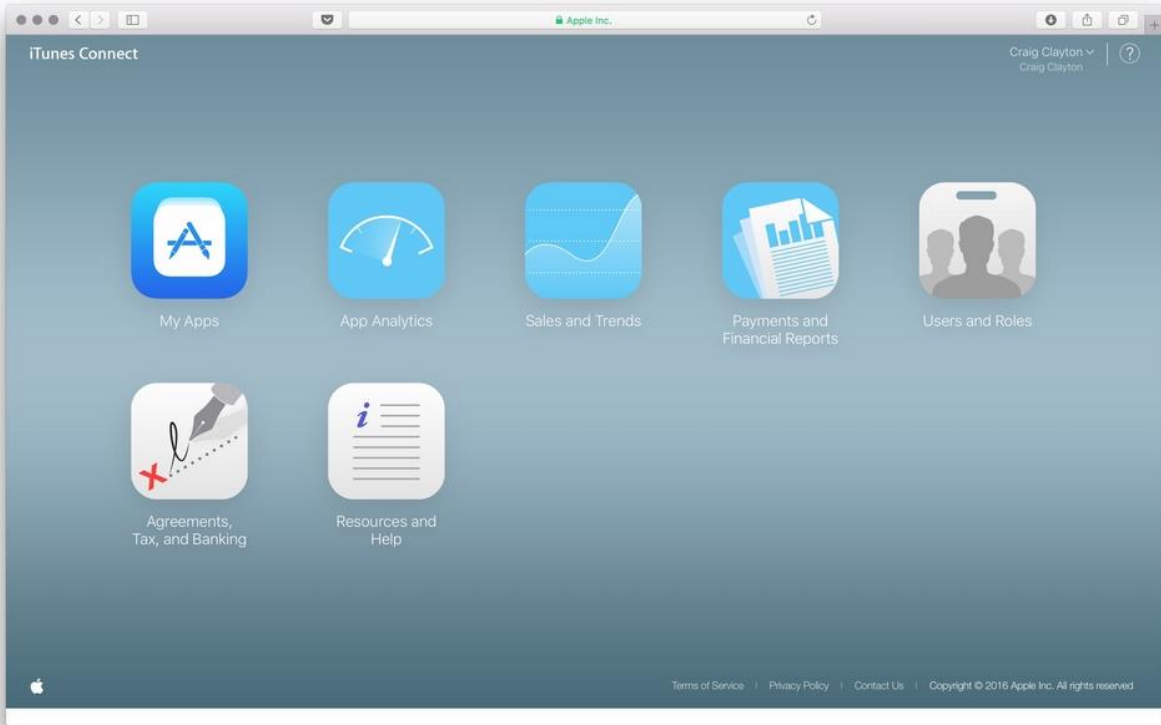 Apple Inc.
iTunes Connect
Craig Clayton
Craig Clayton
?
My Apps
App Analytics
Sales and Trends
Payments and
Financial Reports
Users and Roles
Agreements,
Tax, and Banking
Resources and
Help
Terms of Service | Privacy Policy | Contact Us | Copyright © 2016 Apple Inc. All rights reserved